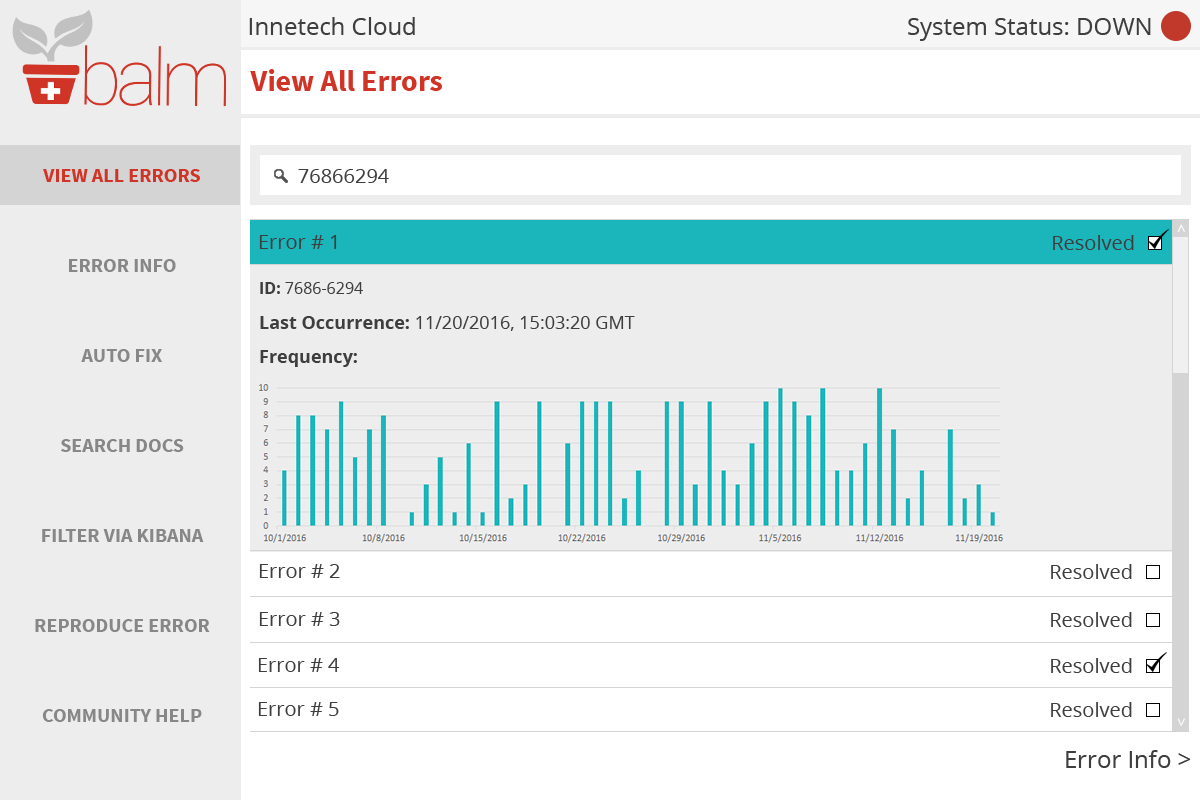 balm
Innetech Cloud
System Status: DOWN
View All Errors
VIEW ALL ERRORS
ERROR INFO
AUTO FIX
SEARCH DOCS
FILTER VIA KIBANA
REPRODUCE ERROR
COMMUNITY HELP
76866294
Error # 1 Resolved
ID: 7686-6294
Last Occurrence: 11/20/2016, 15:03:20 GMT
Frequency:
10
9
8
7
6
5
4
3
2
1
0
10/1/2016 10/8/2016 10/15/2016 10/22/2016 10/29/2016 11/5/2016 11/12/2016 11/19/2016
Error # 2 Resolved
Error # 3 Resolved
Error # 4 Resolved
Error # 5 Resolved
Error Info >